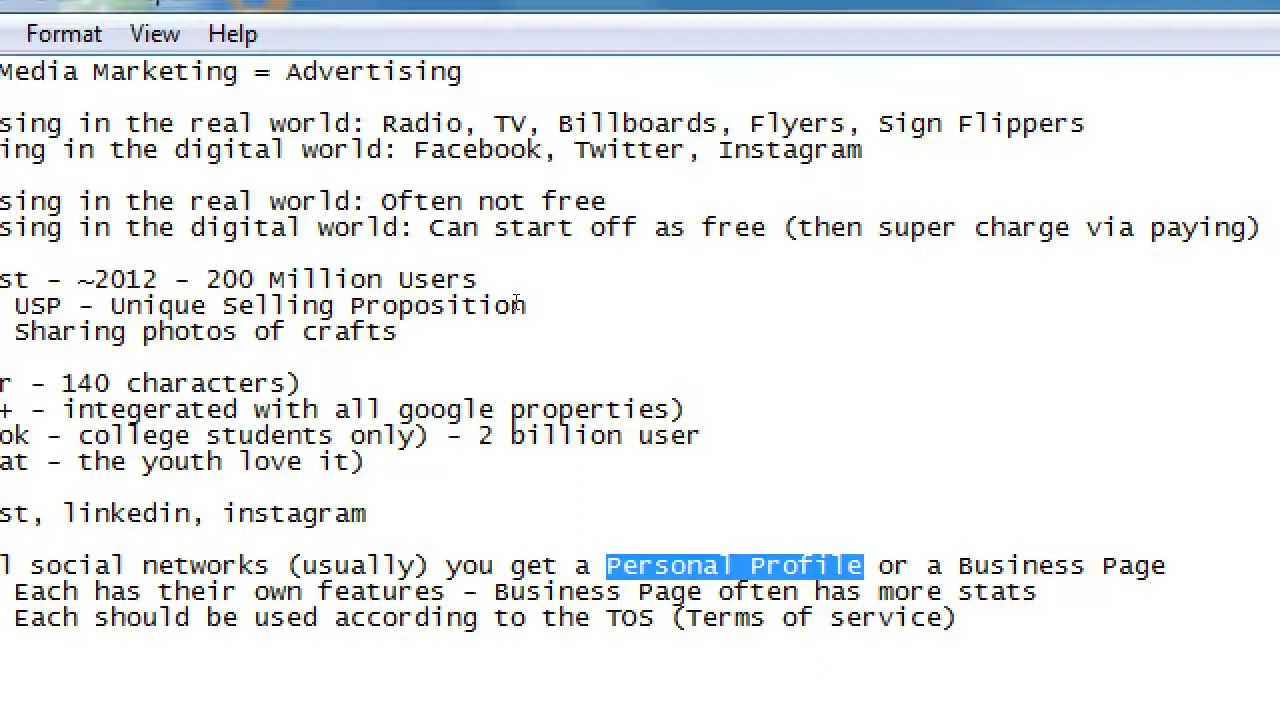 Format View Help
Media Marketing = Advertising
sing in the real world: Radio, TV, Billboards, Flyers, Sign Flippers
ing in the digital world: Facebook, Twitter, Instagram
sing in the real world: Often not free
sing in the digital world: Can start off as free (then super charge via paying)
st - ~2012 - 200 Million Users
USP - Unique Selling Proposition
Sharing photos of crafts
r - 140 characters)
+ - integerated with all google properties)
ok - college students only) - 2 billion user
at - the youth love it)
st, linkedin, instagram
l social networks (usually) you get a Personal Profile or a Business Page
Each has their own features - Business Page often has more stats
Each should be used according to the TOS (Terms of service)